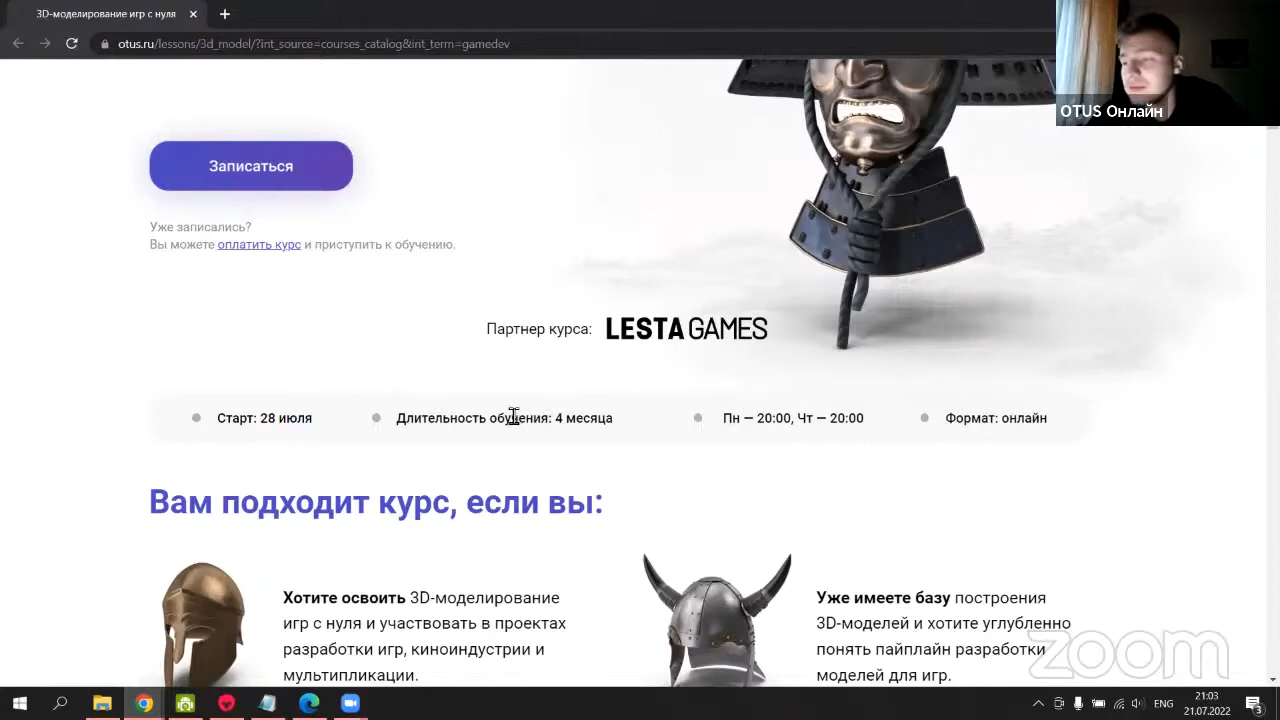 3D-моделирование игр с нуля
otus.ru/lessons/3d_model/?int_source=courses_catalog&int_term=gamedev
OTUS Онлайн
Записаться
Уже записались?
Вы можете оплатить курс и приступить к обучению.
Партнер курса: LESTA GAMES
Старт: 28 июля
Длительность обучения: 4 месяца
Пн — 20:00, Чт — 20:00
Формат: онлайн
Вам подходит курс, если вы:
Хотите освоить 3D-моделирование
игр с нуля и участвовать в проектах
разработки игр, киноиндустрии и
мультипликации.
Уже имеете базу построения
3D-моделей и хотите углубленно
понять пайплайн разработки
моделей для игр.
zoom
ENG
21:03
21.07.2022
3